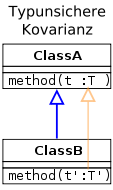 Typunsichere
Kovarianz
ClassA
method(t :T )
ClassB
method(t':T')